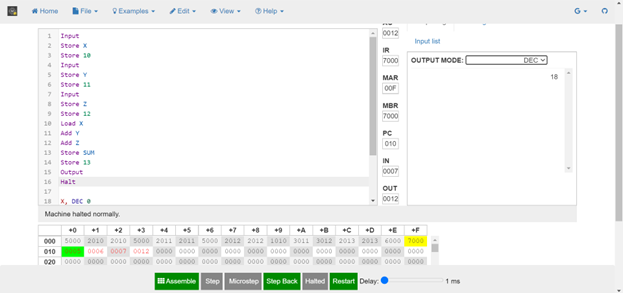 Home File Examples Edit View Help G
Input list
0012
IR
7000
MAR
00F
MBR
7000
PC
010
IN
0007
OUT
0012
OUTPUT MODE: DEC
18
1 Input
2 Store X
3 Store 10
4 Input
5 Store Y
6 Store 11
7 Input
8 Store Z
9 Store 12
10 Load X
11 Add Y
12 Add Z
13 Store SUM
14 Store 13
15 Output
16 Halt
17
18 X, DEC 0
Machine halted normally.
+0 +1 +2 +3 +4 +5 +6 +7 +8 +9 +A +B +C +D +E +F
000 5000 2010 2010 5000 2011 2011 5000 2012 2012 1010 3011 3012 2013 2013 6000 7000
010 0006 0007 0012 0000 0000 0000 0000 0000 0000 0000 0000 0000 0000 0000 0000
020 0000 0000 0000 0000 0000 0000 0000 0000 0000 0000 0000 0000 0000 0000 0000 0000
Assemble Step Microstep Step Back Halted Restart Delay: 1 ms